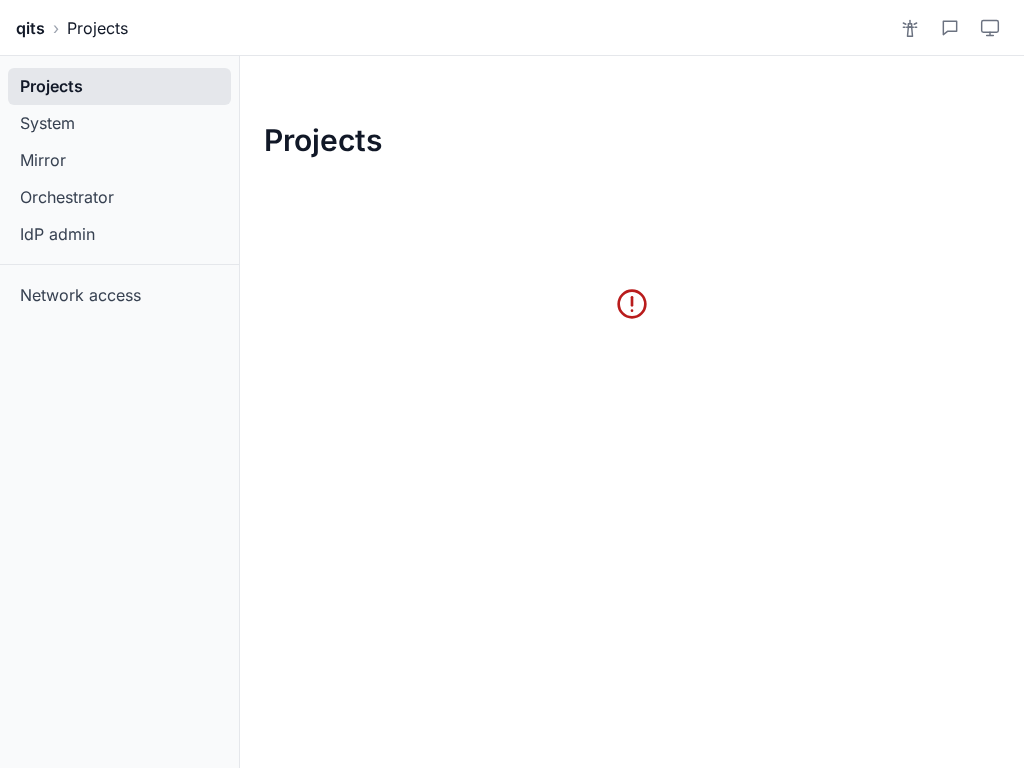 qits › Projects
Projects
System
Mirror
Orchestrator
IdP admin
Network access
Projects